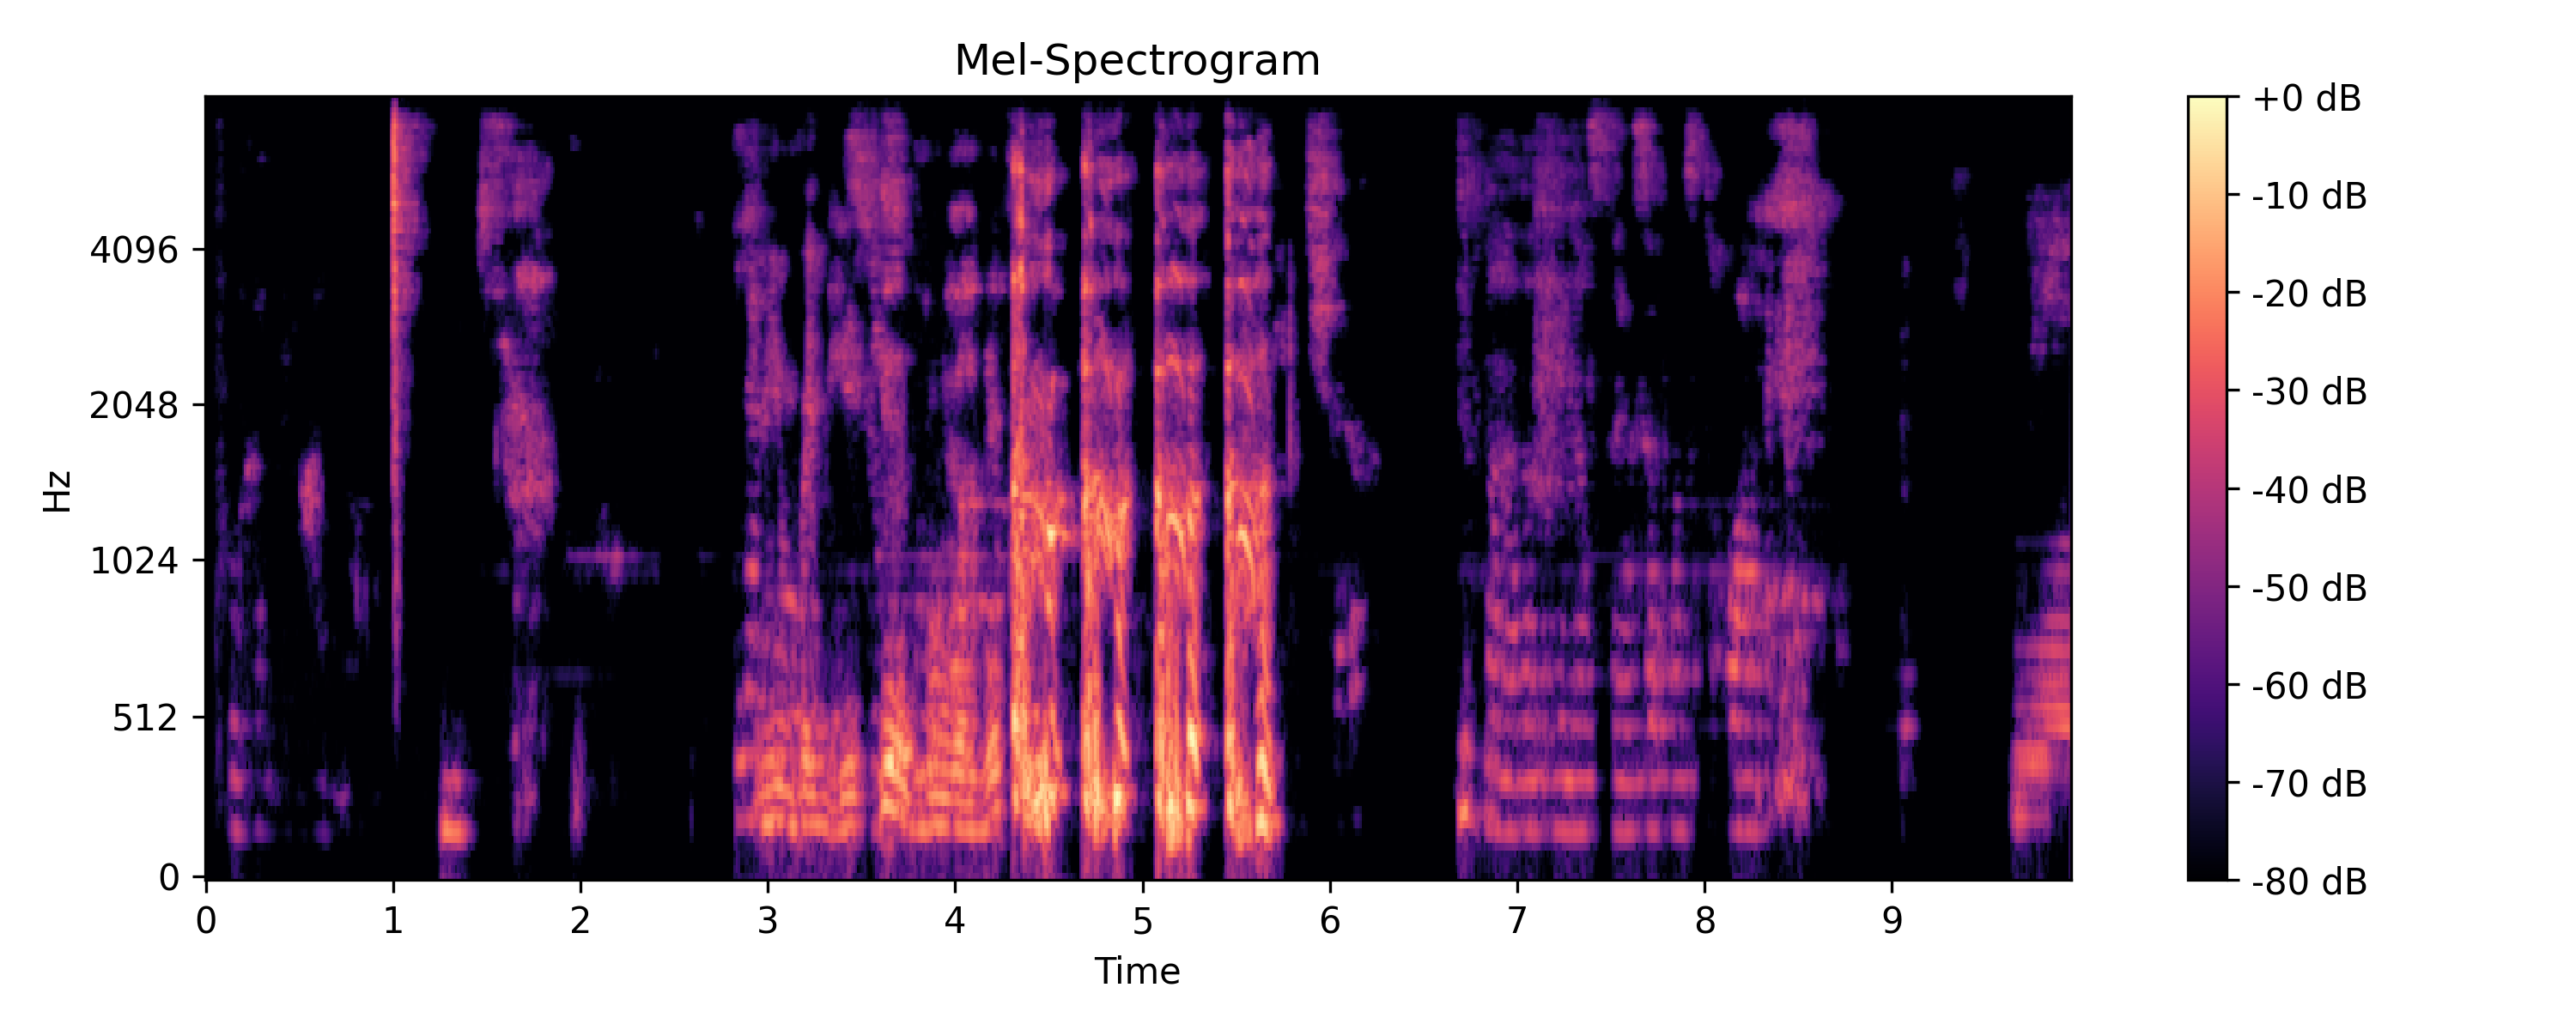 Mel-Spectrogram
+0 dB
-10 dB
4096
-20 dB
-30 dB
2048
Hz
-40 dB
1024
-50 dB
-60 dB
512
-70 dB
0
-80 dB
0 1 2 3 4 5 6 7 8 9
Time